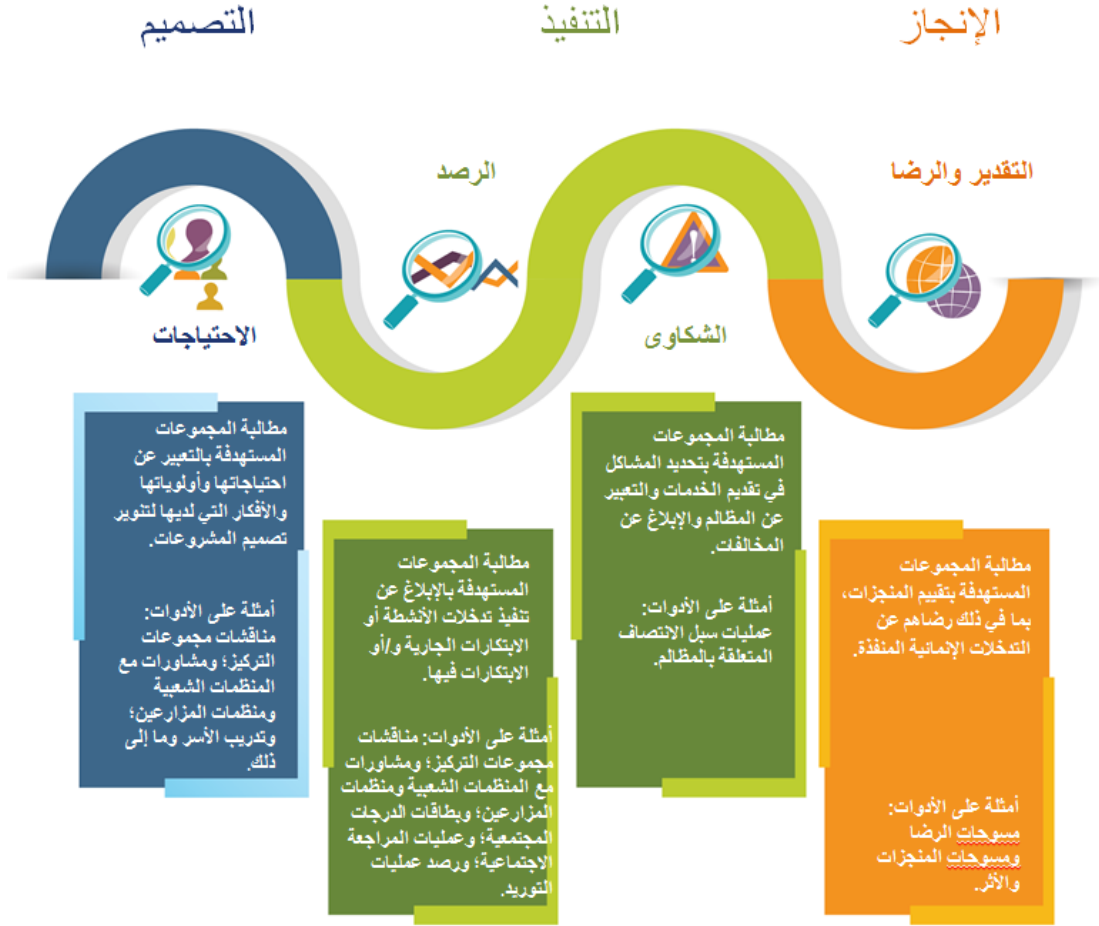 التصميم
التنفيذ
الإنجاز
الرصد
التقدير والرضا
الاحتياجات
الشكاوى
مطالبة المجموعات
المستهدفة بالتعبير عن
احتياجاتها وأولوياتها
والأفكار التي لديها لتنوير
تصميم المشروعات.
أمثلة على الأدوات:
مناقشات مجموعات
التركيز؛ ومشاورات مع
المنظمات الشعبية
ومنظمات المزارعين؛
وتدريب الأسر وما إلى
ذلك.
مطالبة المجموعات
المستهدفة بالإبلاغ عن
تنفيذ تدخلات الأنشطة أو
الابتكارات الجارية و/أو
الابتكارات فيها.
أمثلة على الأدوات: مناقشات
مجموعات التركيز؛ ومشاورات
مع المنظمات الشعبية ومنظمات
المزارعين؛ وبطاقات الدرجات
المجتمعية؛ وعمليات المراجعة
الاجتماعية؛ ورصد عمليات
التوريد.
مطالبة المجموعات
المستهدفة بتحديد المشاكل
في تقديم الخدمات والتعبير
عن المظالم والإبلاغ عن
المخالفات.
أمثلة على الأدوات:
عمليات سبل الانتصاف
المتعلقة بالمظالم.
مطالبة المجموعات
المستهدفة بتقييم المنجزات،
بما في ذلك رضاهم عن
التدخلات الإنمائية المنفذة.
أمثلة على الأدوات:
مسوحات الرضا
ومسوحات المنجزات
والأثر.